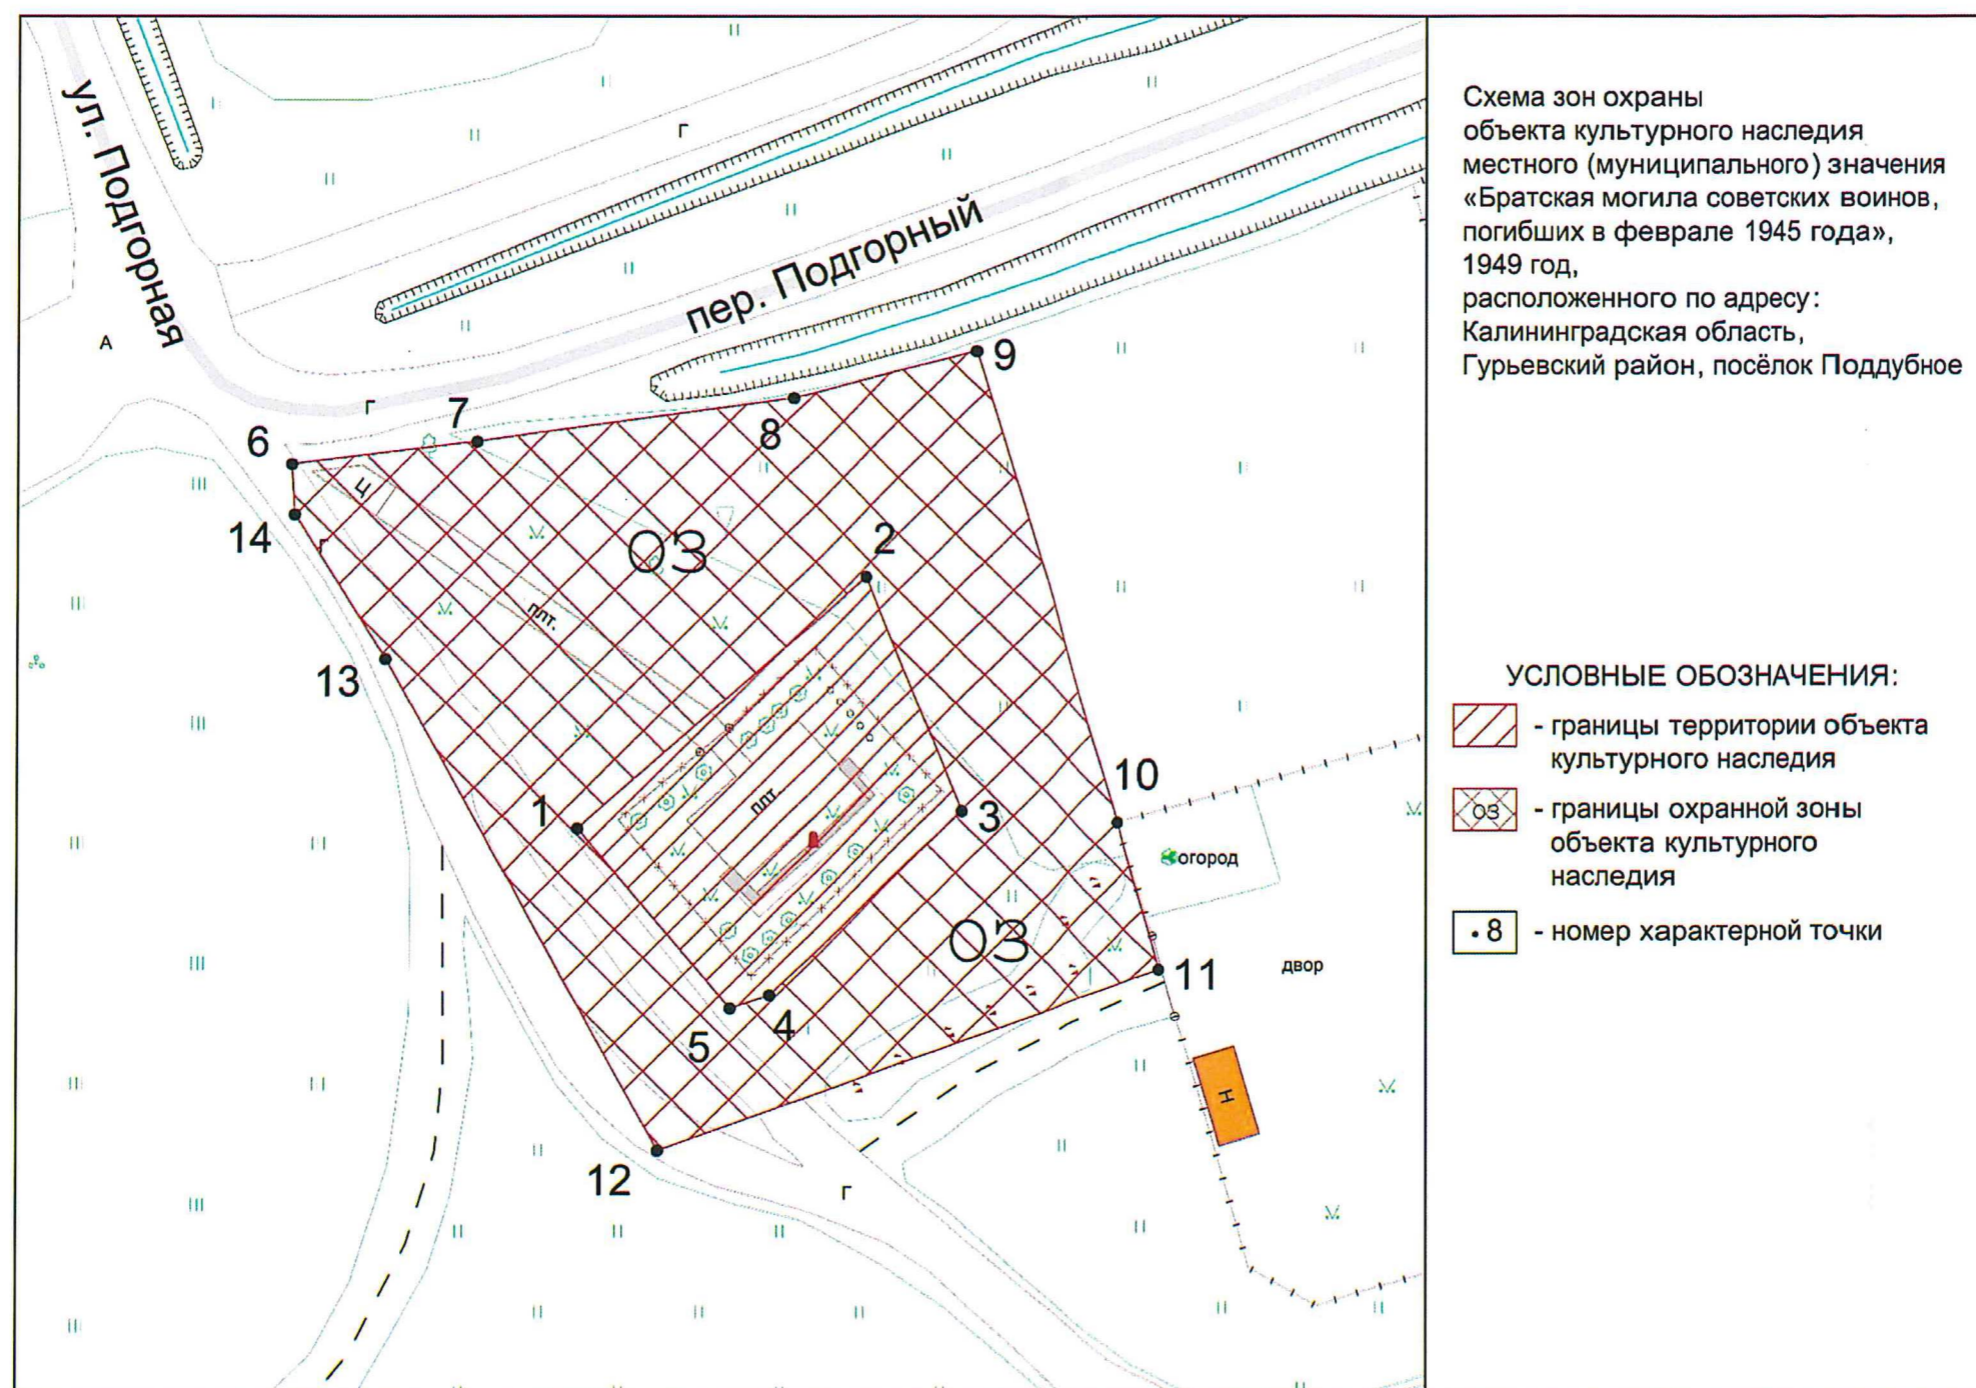 ул. Подгорная
Г
пер. Подгорный
А
Г
9
7
8
6
Ц
14
Г
ОЗ
2
плт.
13
10
1
плт.
3
огород
ОЗ
11
двор
5
4
Н
12
Г
Схема зон охраны
объекта культурного наследия
местного (муниципального) значения
«Братская могила советских воинов,
погибших в феврале 1945 года»,
1949 год,
расположенного по адресу:
Калининградская область,
Гурьевский район, посёлок Поддубное
УСЛОВНЫЕ ОБОЗНАЧЕНИЯ:
- границы территории объекта
культурного наследия
ОЗ - границы охранной зоны
объекта культурного
наследия
• 8 - номер характерной точки